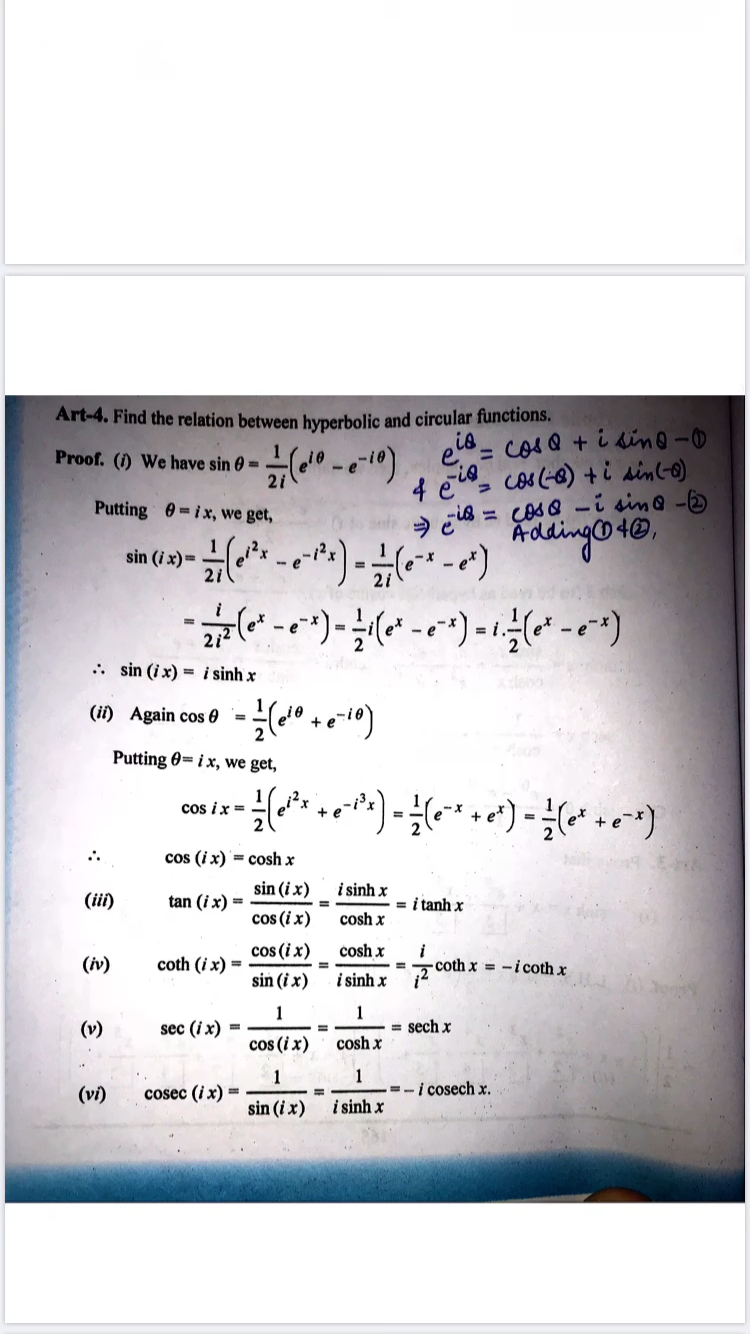 Art-4. Find the relation between hyperbolic and circular functions.
Proof. (i) We have sin θ = 1/2i (e^{iθ} − e^{−iθ})
e^{iθ} = cos θ + i sin θ −①
& e^{−iθ} = cos(−θ) + i sin(−θ)
⇒ e^{−iθ} = cos θ − i sin θ −②
Adding ① & ②,
Putting θ = i x, we get,
sin (i x) = 1/2i (e^{i²x} − e^{−i²x}) = 1/2i (e^{−x} − e^{x})
= i/2i² (e^{x} − e^{−x}) = 1/2 i(e^{x} − e^{−x}) = i. 1/2 (e^{x} − e^{−x})
∴ sin (i x) = i sinh x
(ii) Again cos θ = 1/2 (e^{iθ} + e^{−iθ})
Putting θ = i x, we get,
cos i x = 1/2 (e^{i²x} + e^{−i³x}) = 1/2 (e^{−x} + e^{x}) = 1/2 (e^{x} + e^{−x})
∴ cos (i x) = cosh x
(iii) tan (i x) = sin (i x)/cos (i x) = i sinh x/cosh x = i tanh x
(iv) coth (i x) = cos (i x)/sin (i x) = cosh x/i sinh x = i/i² coth x = − i coth x
(v) sec (i x) = 1/cos (i x) = 1/cosh x = sech x
(vi) cosec (i x) = 1/sin (i x) = 1/i sinh x = − i cosech x.